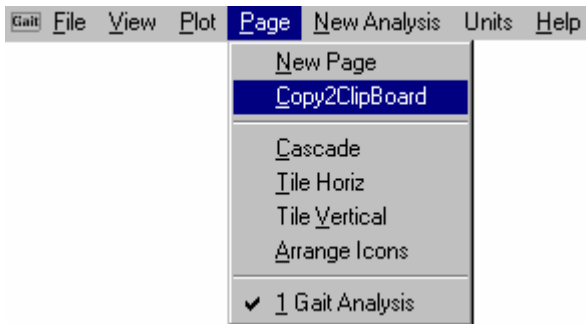 Gait File View Plot Page New Analysis Units Help
New Page
Copy2ClipBoard
Cascade
Tile Horiz
Tile Vertical
Arrange Icons
1 Gait Analysis